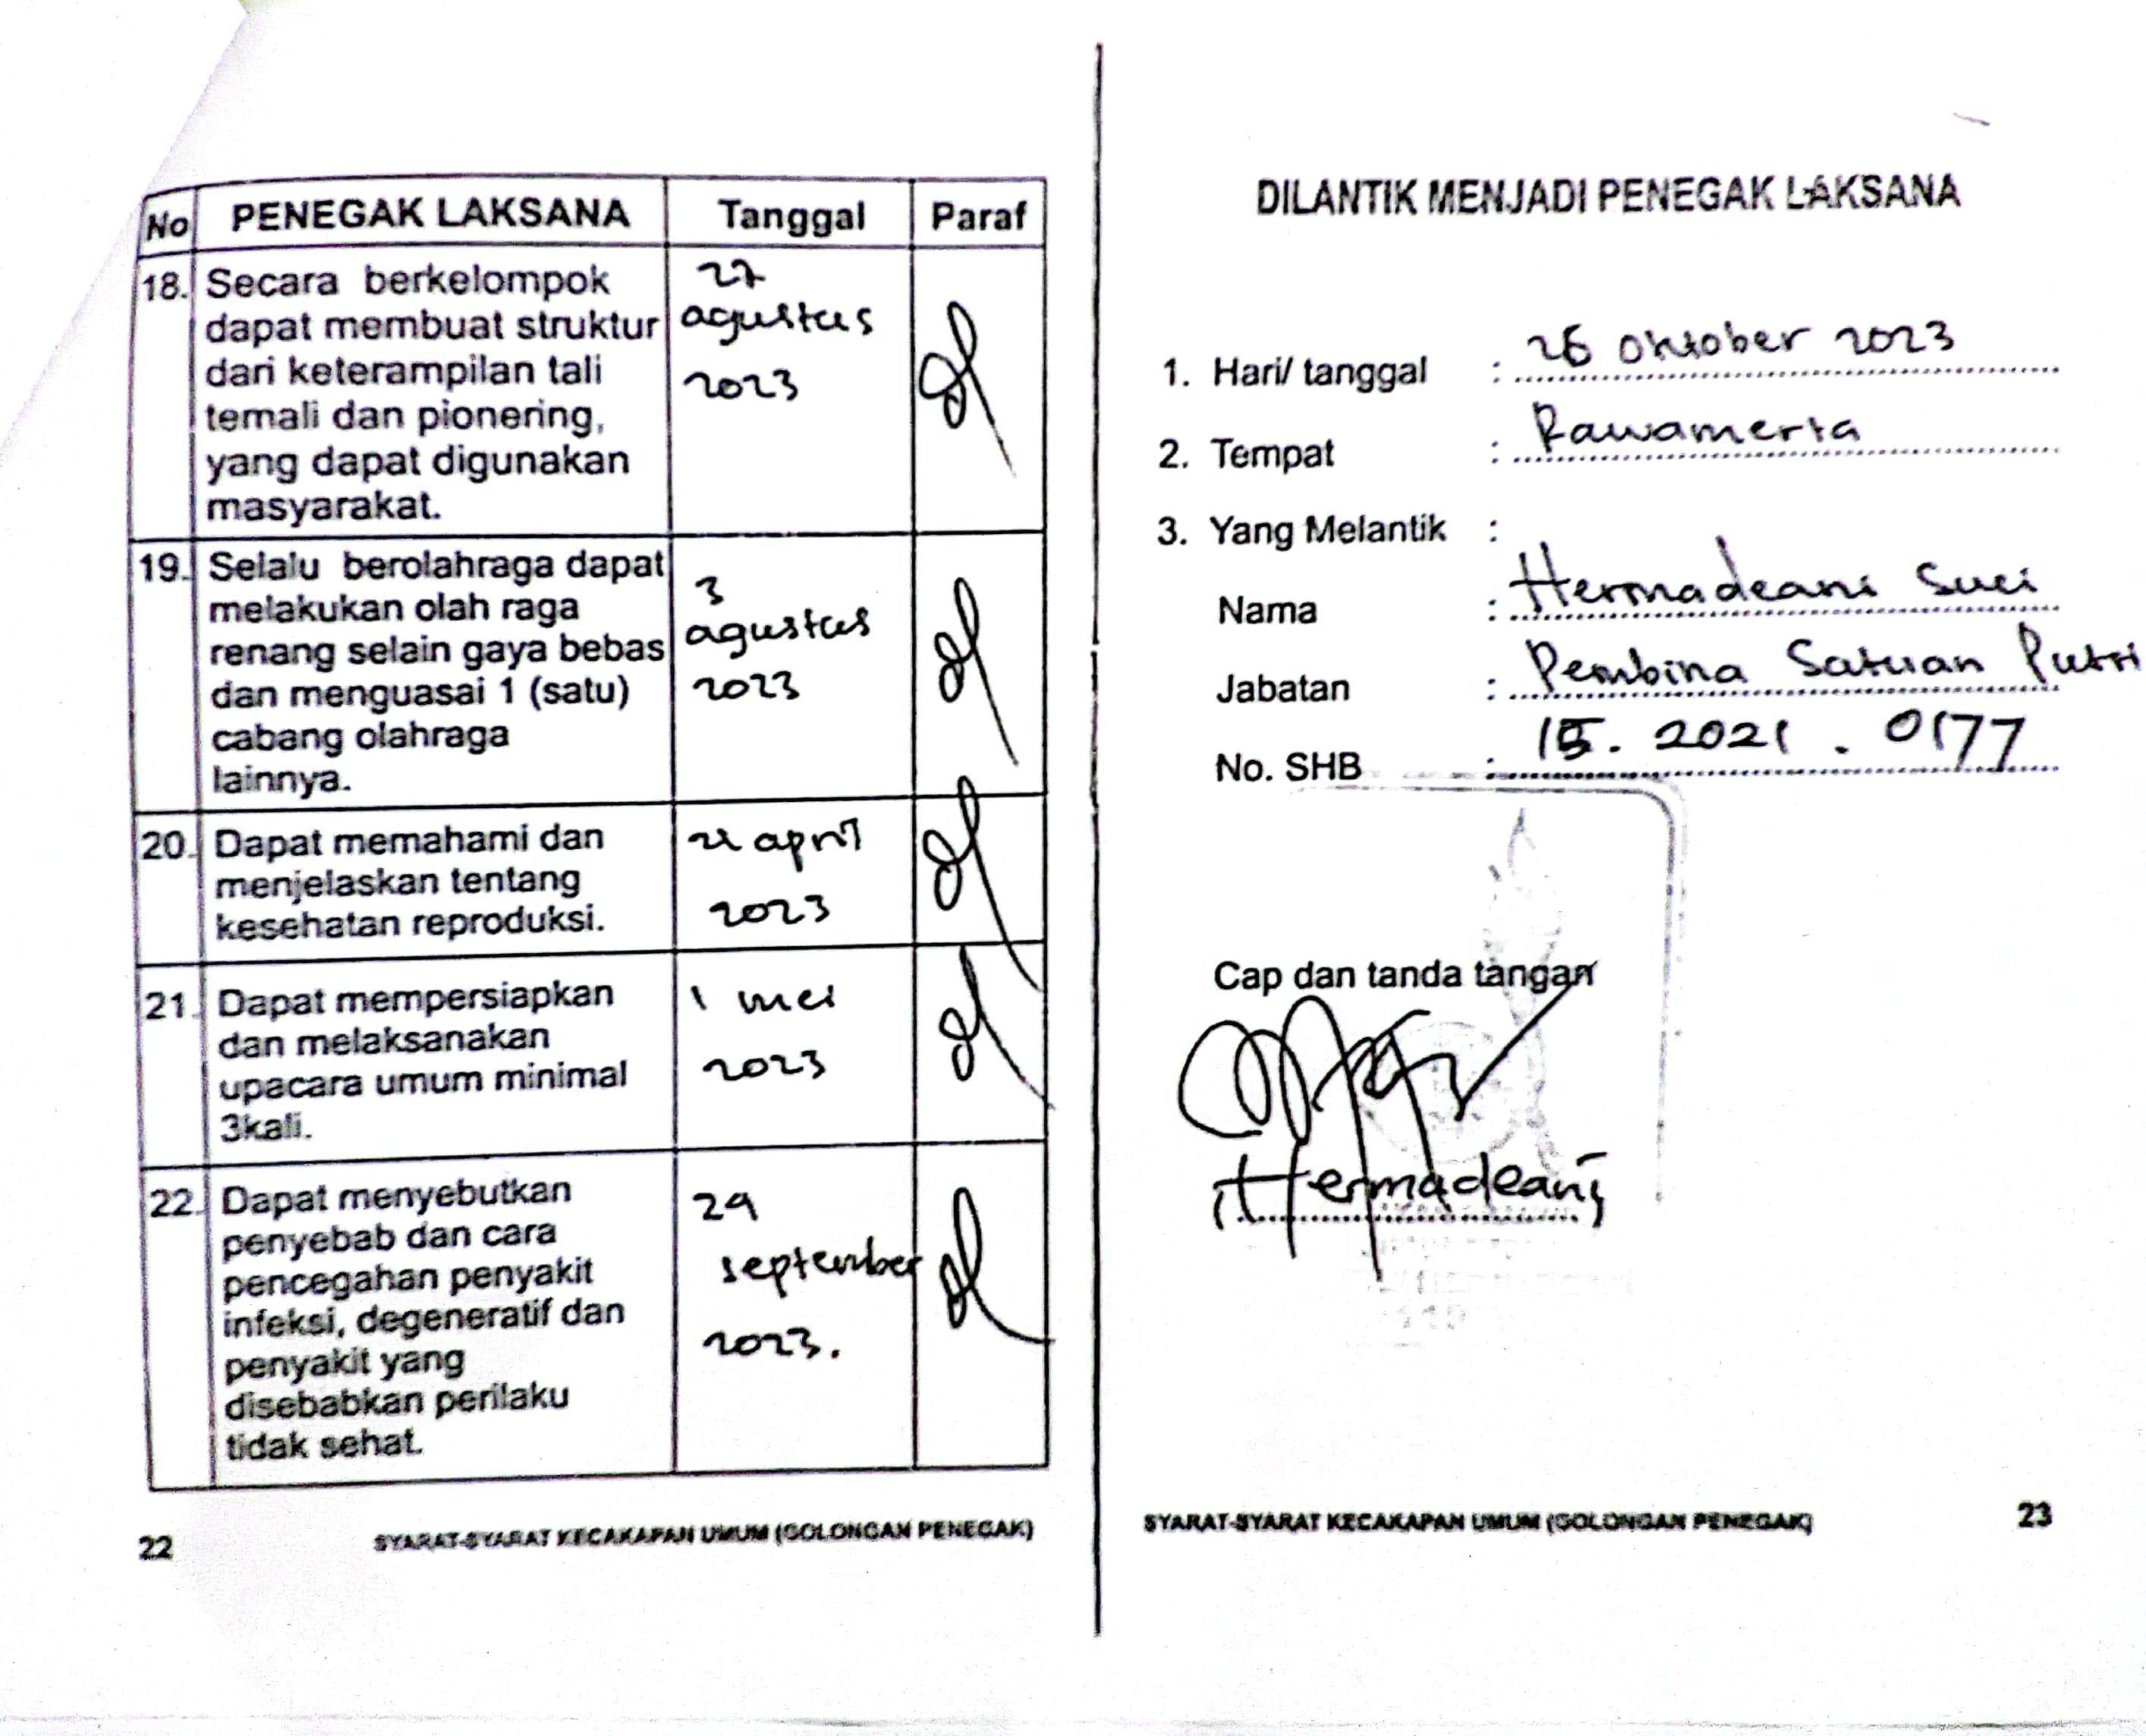 No PENEGAK LAKSANA Tanggal Paraf
18. Secara berkelompok
dapat membuat struktur
dari keterampilan tali
temali dan pionering,
yang dapat digunakan
masyarakat.
27
agustus
2023
19. Selalu berolahraga dapat
melakukan olah raga
renang selain gaya bebas
dan menguasai 1 (satu)
cabang olahraga
lainnya.
3
agustus
2023
20. Dapat memahami dan
menjelaskan tentang
kesehatan reproduksi.
april
2023
21. Dapat mempersiapkan
dan melaksanakan
upacara umum minimal
3kali.
1 mei
2023
22. Dapat menyebutkan
penyebab dan cara
pencegahan penyakit
infeksi, degeneratif dan
penyakit yang
disebabkan perilaku
tidak sehat.
29
september
2023.
22 SYARAT-SYARAT KECAKAPAN UMUM (GOLONGAN PENEGAK)
DILANTIK MENJADI PENEGAK LAKSANA
1. Hari/ tanggal : 26 Oktober 2023
2. Tempat : Rawamerta
3. Yang Melantik :
Nama : Hermadeani Suci
Jabatan : Pembina Satuan Putri
No. SHB : 15. 2021 . 0177
Cap dan tanda tangan
Hermadeani
SYARAT-SYARAT KECAKAPAN UMUM (GOLONGAN PENEGAK) 23